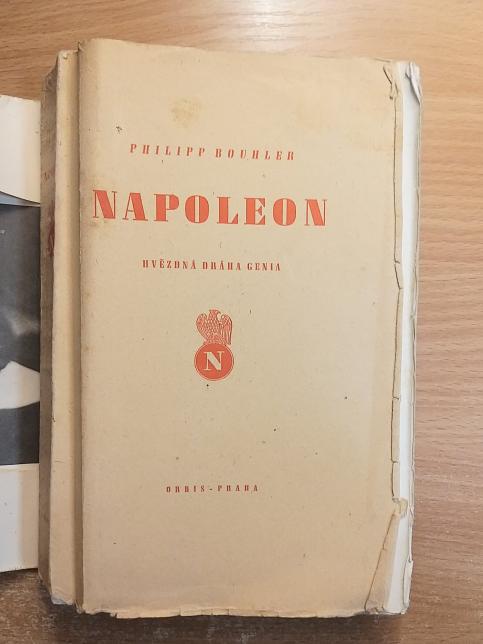 PHILIPP BOUHLER
NAPOLEON
HVĚZDNÁ DRÁHA GENIA
N
ORBIS - PRAHA